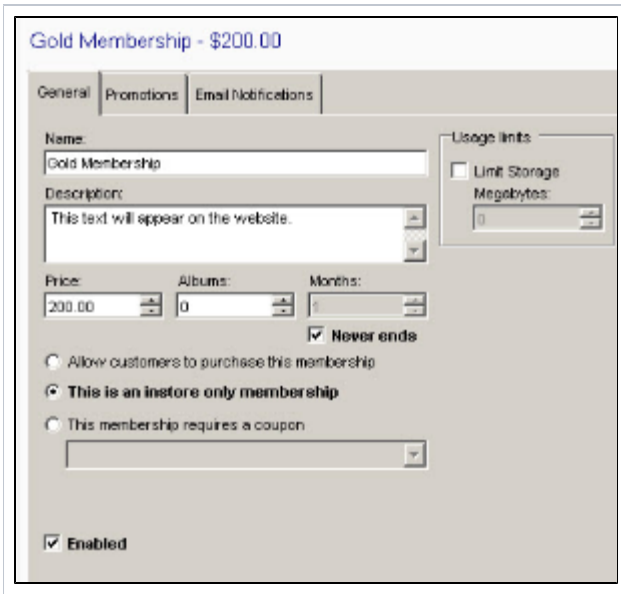 Gold Membership - $200.00
General Promotions Email Notifications
Name:
Gold Membership
Usage limits
Limit Storage
Megabytes:
0
Description:
This text will appear on the website.
Price: Albums: Months:
200.00 0 1
Never ends
Allow customers to purchase this membership
This is an instore only membership
This membership requires a coupon
Enabled